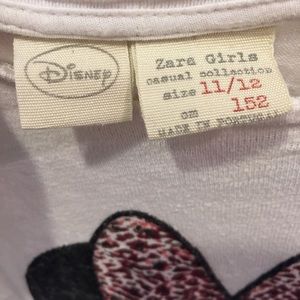 Disney
Zara Girls
casual collection
size 11/12
cm 152
MADE IN PORTUGAL